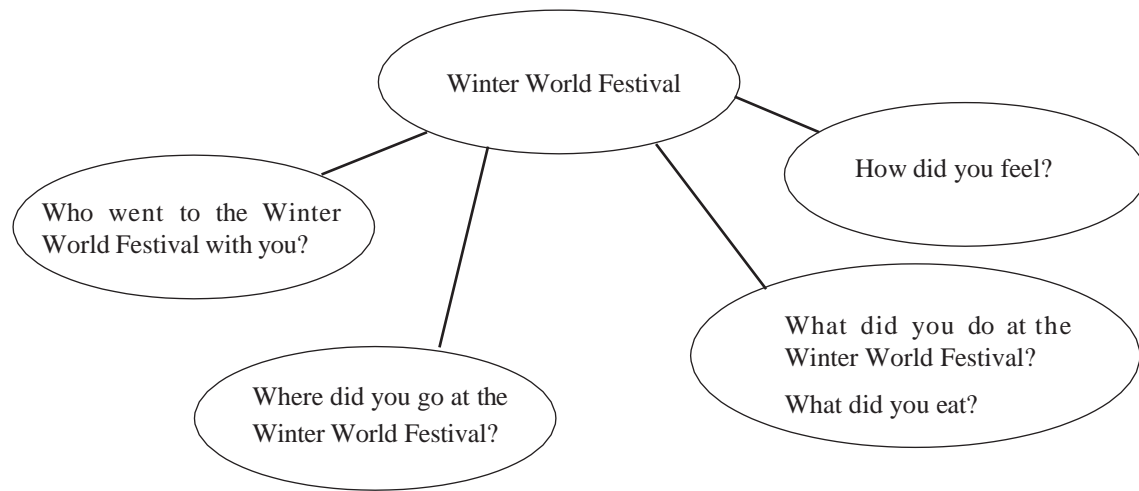 Winter World Festival
How did you feel?
Who went to the Winter
World Festival with you?
What did you do at the
Winter World Festival?
What did you eat?
Where did you go at the
Winter World Festival?